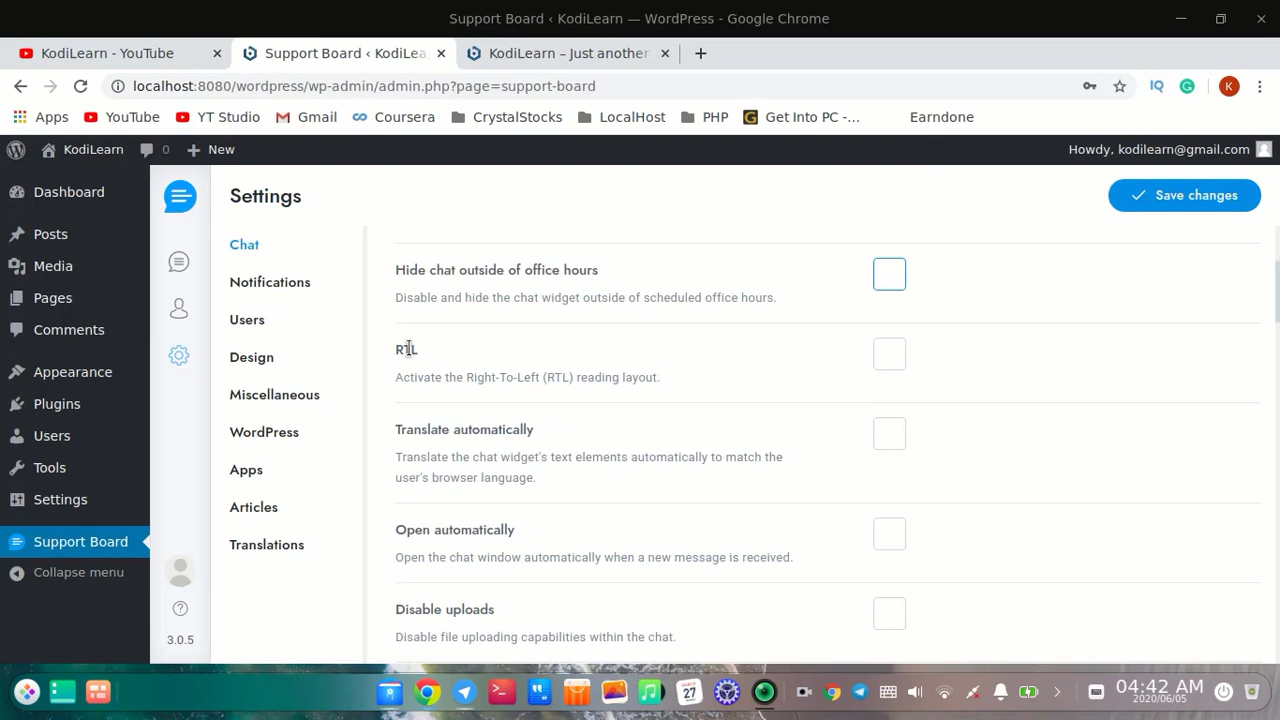 Support Board ‹ KodiLearn — WordPress - Google Chrome
KodiLearn - YouTube
Support Board ‹ KodiLea
KodiLearn – Just another
localhost:8080/wordpress/wp-admin/admin.php?page=support-board
IQ
K
Apps
YouTube
YT Studio
Gmail
Coursera
CrystalStocks
LocalHost
PHP
Get Into PC -...
Earndone
KodiLearn
0
New
Howdy, kodilearn@gmail.com
Dashboard
Posts
Media
Pages
Comments
Appearance
Plugins
Users
Tools
Settings
Support Board
Collapse menu
3.0.5
Settings
Save changes
Chat
Notifications
Users
Design
Miscellaneous
WordPress
Apps
Articles
Translations
Hide chat outside of office hours
Disable and hide the chat widget outside of scheduled office hours.
RTL
Activate the Right-To-Left (RTL) reading layout.
Translate automatically
Translate the chat widget's text elements automatically to match the
user's browser language.
Open automatically
Open the chat window automatically when a new message is received.
Disable uploads
Disable file uploading capabilities within the chat.
27
04:42 AM
2020/06/05